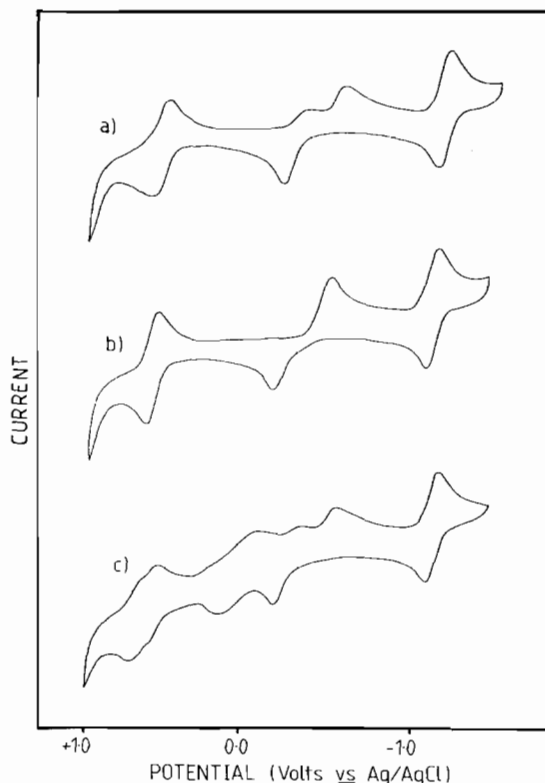 a)
b)
c)
CURRENT
+1·0 0·0 -1·0
POTENTIAL (Volts vs Ag/AgCl)